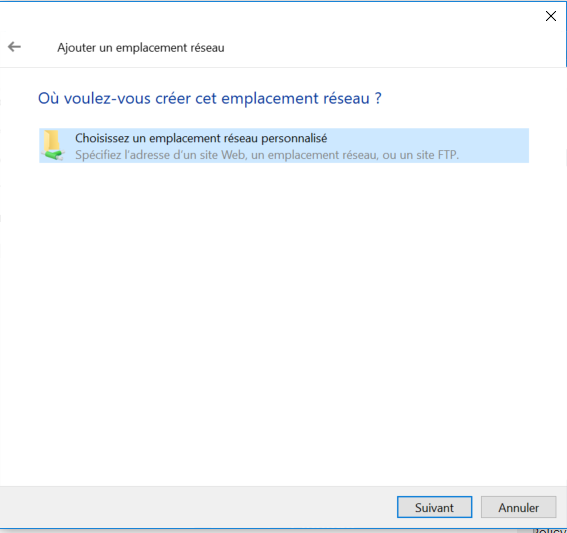 Ajouter un emplacement réseau
Où voulez-vous créer cet emplacement réseau ?
Choisissez un emplacement réseau personnalisé
Spécifiez l'adresse d'un site Web, un emplacement réseau, ou un site FTP.
Suivant
Annuler